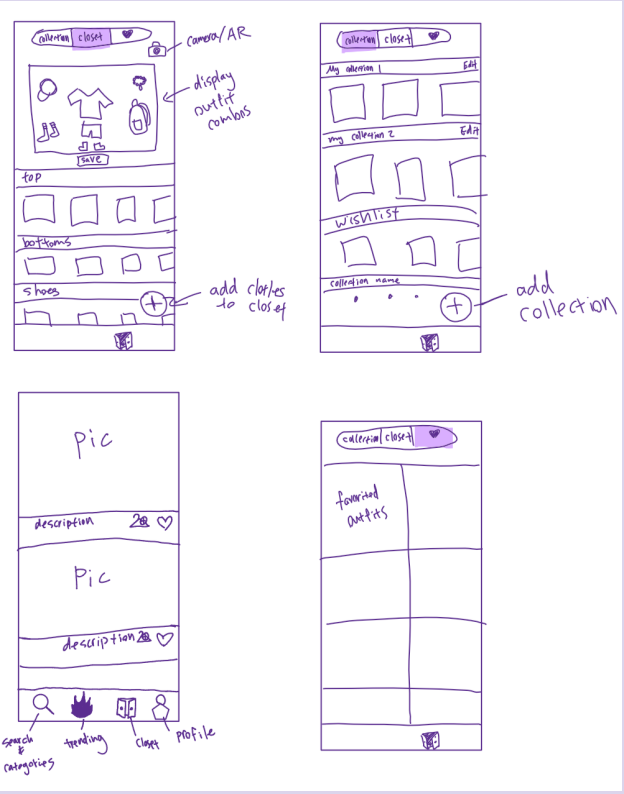 collection closet
camera/AR
display
outfit
combos
save
top
bottoms
shoes
add clothes
to closet
collection closet
My collection 1 Edit
my collection 2 Edit
wishlist
collection name
add
collection
pic
description
pic
description
search
&
categories
trending
closet
profile
collection closet
favorited
outfits